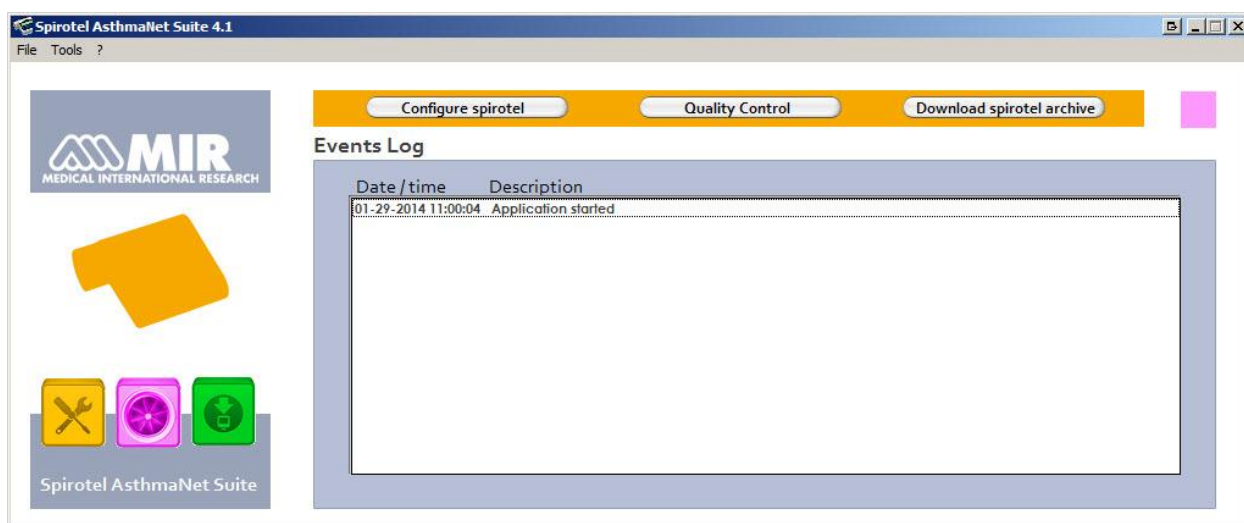 Spirotel AsthmaNet Suite 4.1
File Tools ?
Configure spirotel Quality Control Download spirotel archive
MIR
MEDICAL INTERNATIONAL RESEARCH
Events Log
Date / time Description
01-29-2014 11:00:04 Application started
Spirotel AsthmaNet Suite